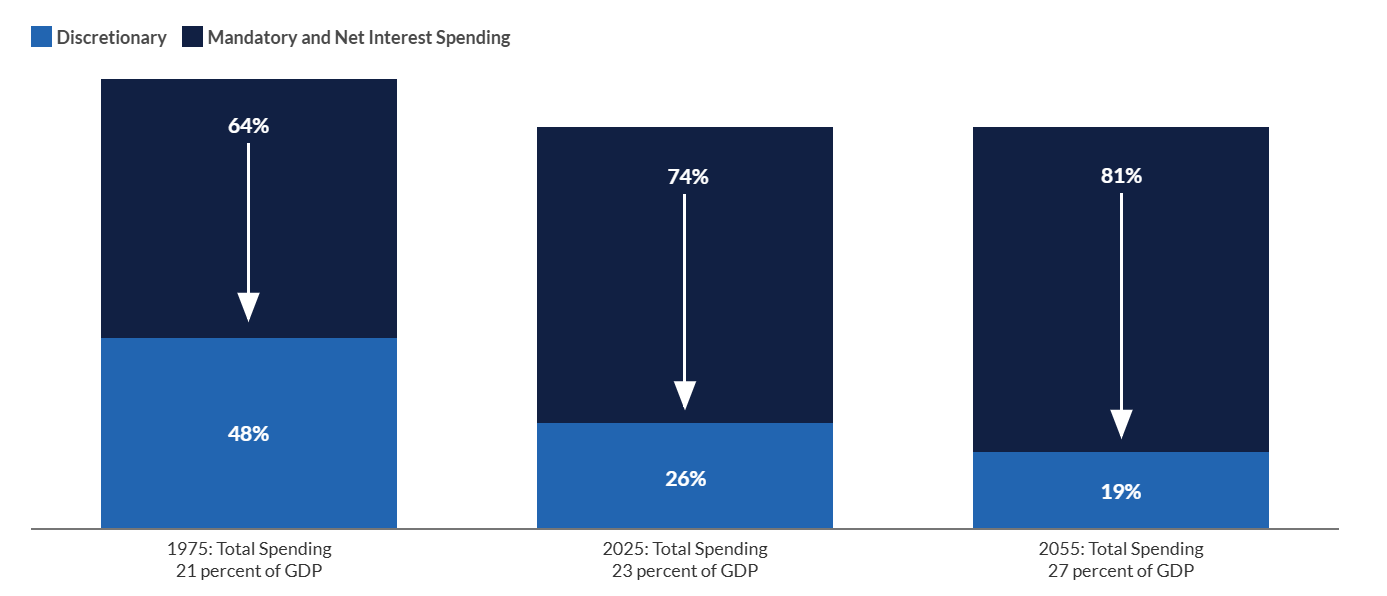 Discretionary Mandatory and Net Interest Spending
64%
74%
81%
48%
26%
19%
1975: Total Spending
21 percent of GDP
2025: Total Spending
23 percent of GDP
2055: Total Spending
27 percent of GDP